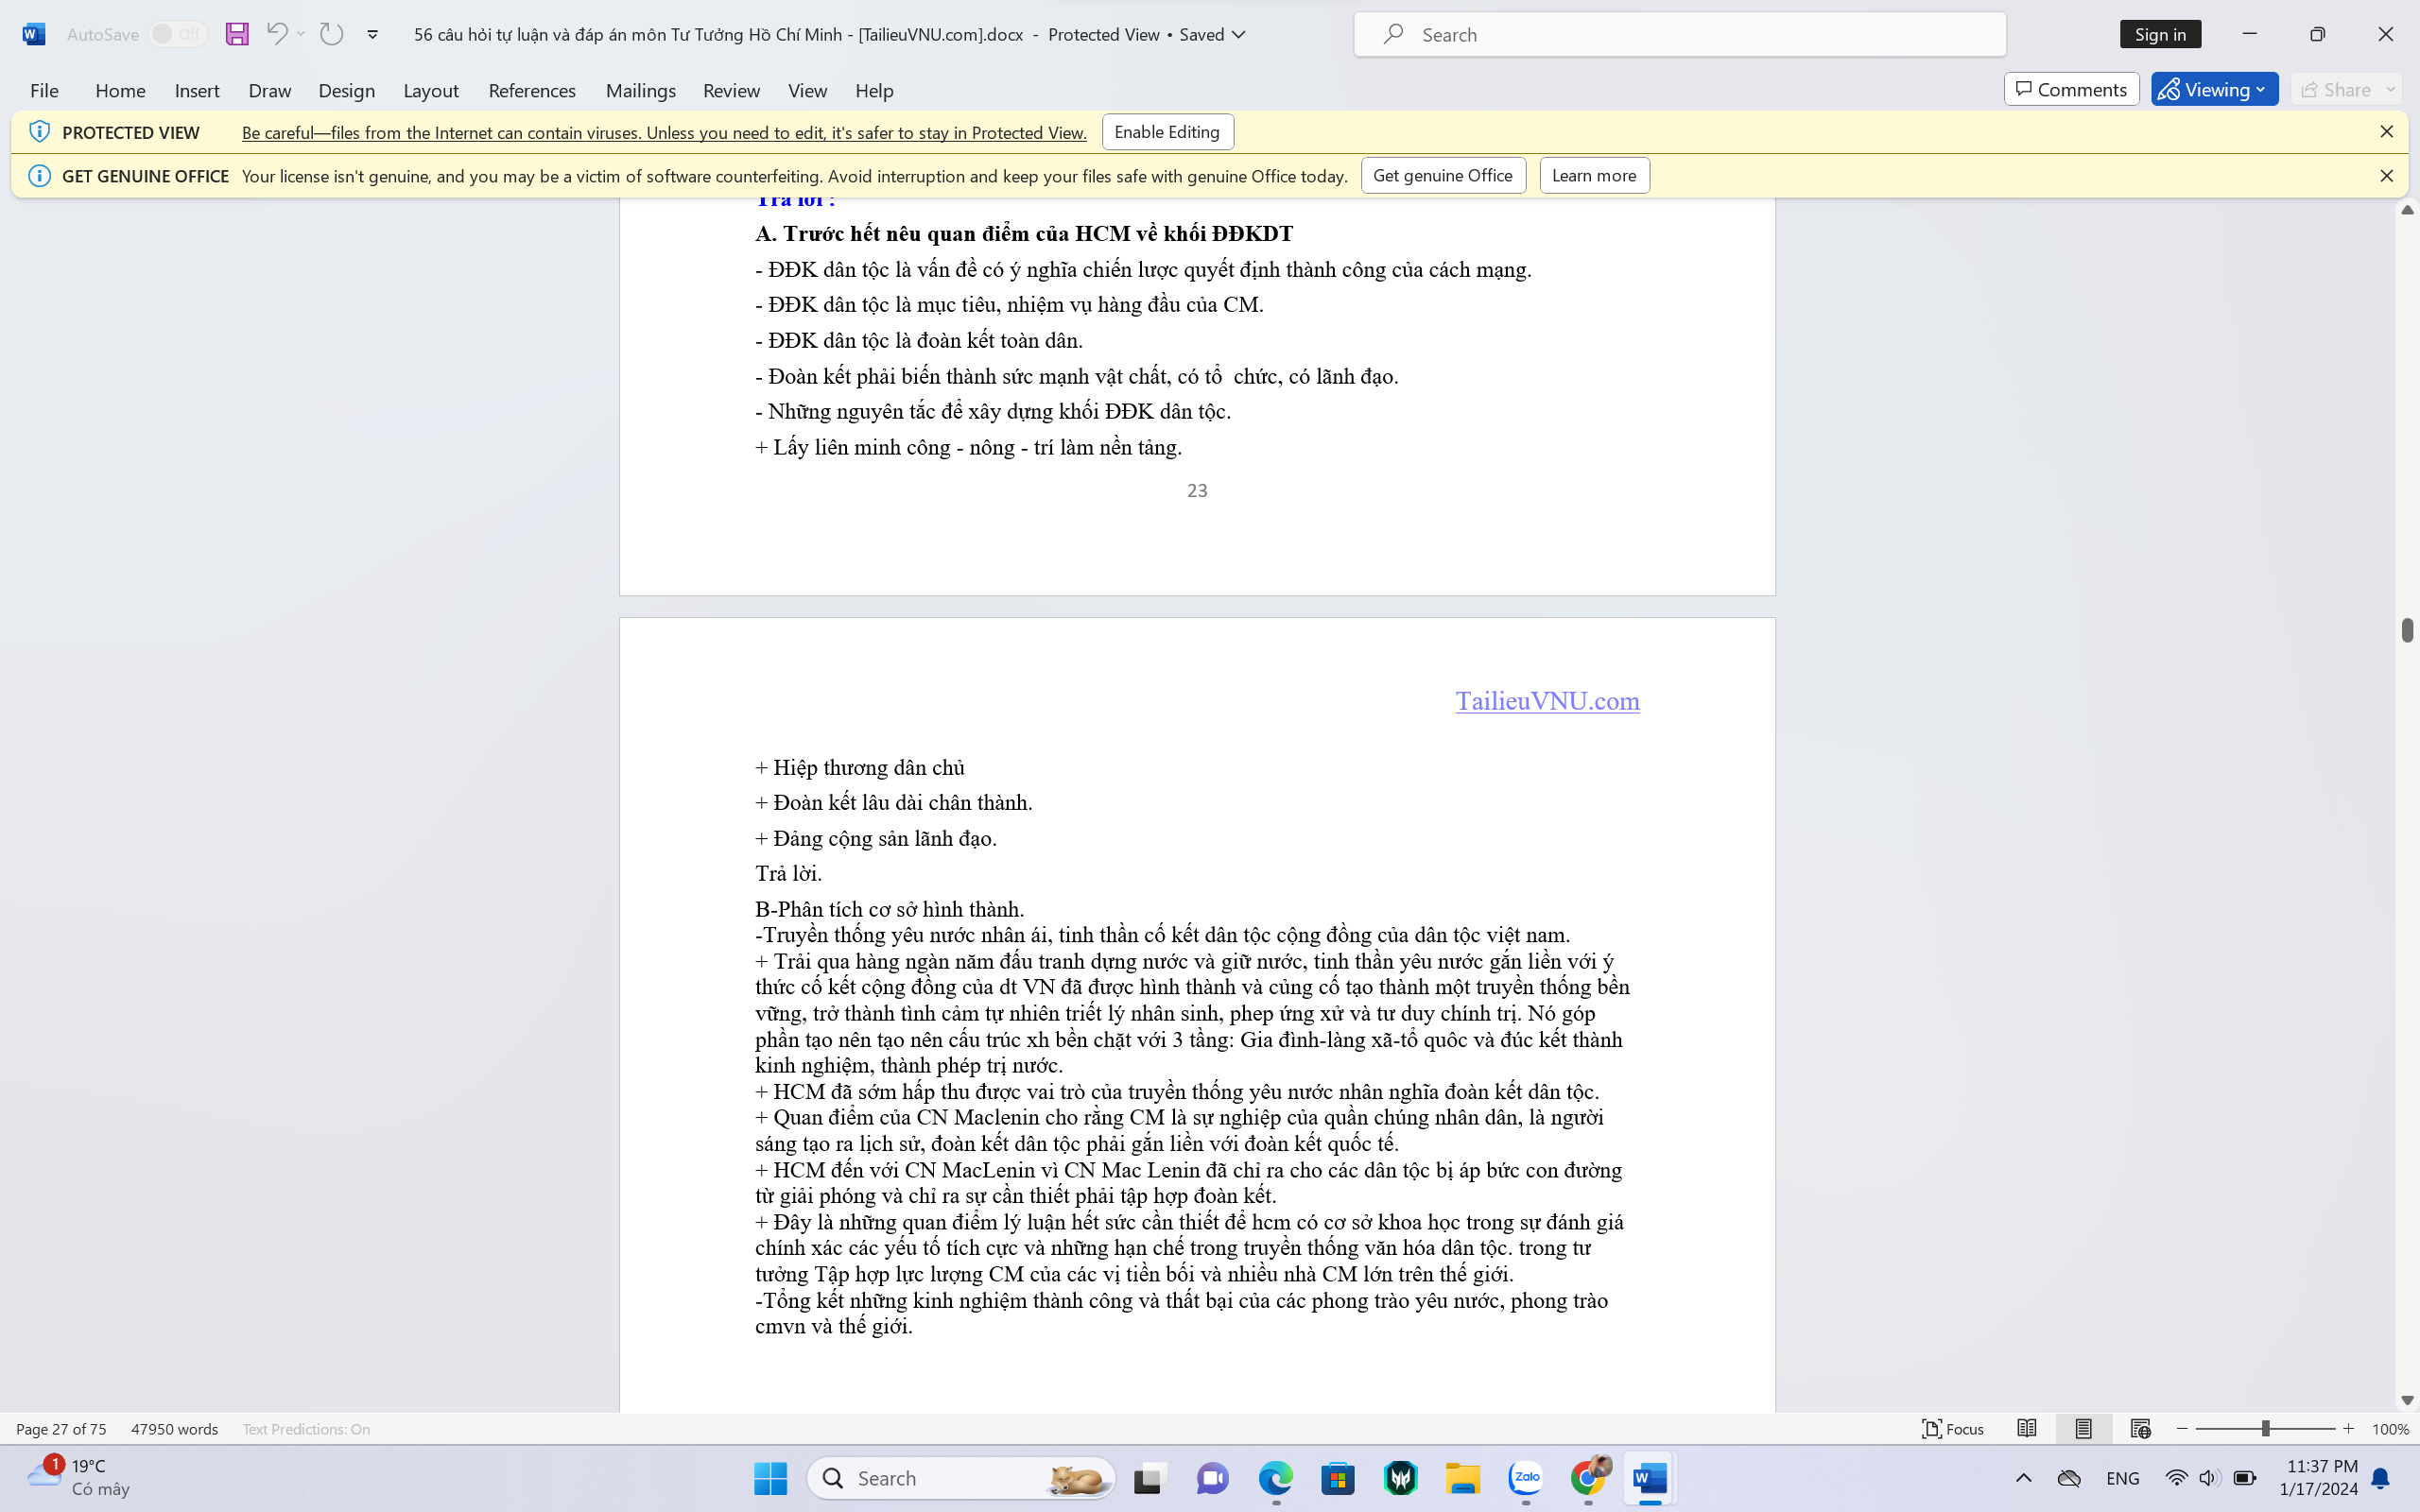 AutoSave Off 56 câu hỏi tự luận và đáp án môn Tư Tưởng Hồ Chí Minh - [TailieuVNU.com].docx - Protected View • Saved Search Sign in
File Home Insert Draw Design Layout References Mailings Review View Help Comments Viewing Share
PROTECTED VIEW Be careful—files from the Internet can contain viruses. Unless you need to edit, it's safer to stay in Protected View. Enable Editing
GET GENUINE OFFICE Your license isn't genuine, and you may be a victim of software counterfeiting. Avoid interruption and keep your files safe with genuine Office today. Get genuine Office Learn more
Trả lời :
A. Trước hết nêu quan điểm của HCM về khối ĐĐKDT
- ĐĐK dân tộc là vấn đề có ý nghĩa chiến lược quyết định thành công của cách mạng.
- ĐĐK dân tộc là mục tiêu, nhiệm vụ hàng đầu của CM.
- ĐĐK dân tộc là đoàn kết toàn dân.
- Đoàn kết phải biến thành sức mạnh vật chất, có tổ chức, có lãnh đạo.
- Những nguyên tắc để xây dựng khối ĐĐK dân tộc.
+ Lấy liên minh công - nông - trí làm nền tảng.
23
TailieuVNU.com
+ Hiệp thương dân chủ
+ Đoàn kết lâu dài chân thành.
+ Đảng cộng sản lãnh đạo.
Trả lời.
B-Phân tích cơ sở hình thành.
-Truyền thống yêu nước nhân ái, tinh thần cố kết dân tộc cộng đồng của dân tộc việt nam.
+ Trải qua hàng ngàn năm đấu tranh dựng nước và giữ nước, tinh thần yêu nước gắn liền với ý
thức cố kết cộng đồng của dt VN đã được hình thành và củng cố tạo thành một truyền thống bền
vững, trở thành tình cảm tự nhiên triết lý nhân sinh, phep ứng xử và tư duy chính trị. Nó góp
phần tạo nên tạo nên cấu trúc xh bền chặt với 3 tầng: Gia đình-làng xã-tổ quôc và đúc kết thành
kinh nghiệm, thành phép trị nước.
+ HCM đã sớm hấp thu được vai trò của truyền thống yêu nước nhân nghĩa đoàn kết dân tộc.
+ Quan điểm của CN Maclenin cho rằng CM là sự nghiệp của quần chúng nhân dân, là người
sáng tạo ra lịch sử, đoàn kết dân tộc phải gắn liền với đoàn kết quốc tế.
+ HCM đến với CN MacLenin vì CN Mac Lenin đã chỉ ra cho các dân tộc bị áp bức con đường
từ giải phóng và chỉ ra sự cần thiết phải tập hợp đoàn kết.
+ Đây là những quan điểm lý luận hết sức cần thiết để hcm có cơ sở khoa học trong sự đánh giá
chính xác các yếu tố tích cực và những hạn chế trong truyền thống văn hóa dân tộc. trong tư
tưởng Tập hợp lực lượng CM của các vị tiền bối và nhiều nhà CM lớn trên thế giới.
-Tổng kết những kinh nghiệm thành công và thất bại của các phong trào yêu nước, phong trào
cmvn và thế giới.
Page 27 of 75 47950 words Text Predictions: On Focus 100%
1 19°C Search Zalo ENG 11:37 PM
Có mây 1/17/2024